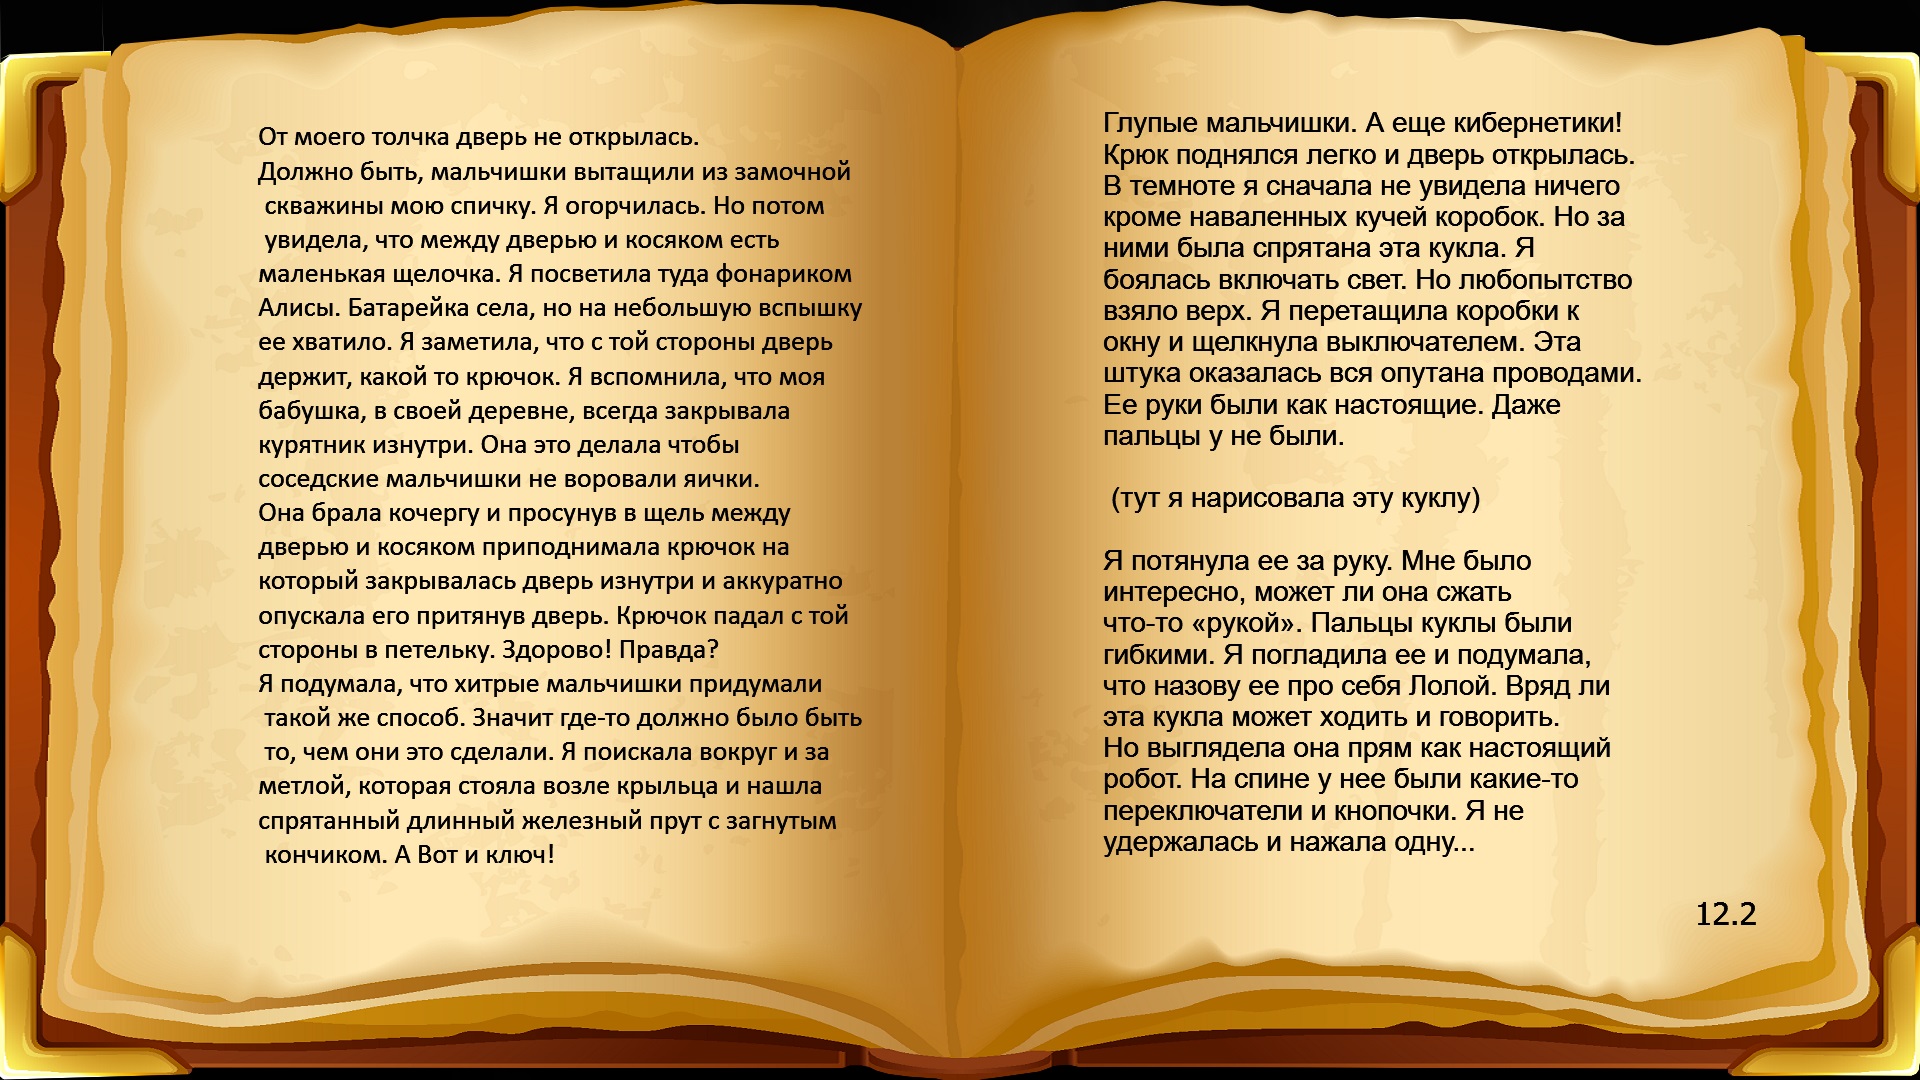 От моего толчка дверь не открылась.
Должно быть, мальчишки вытащили из замочной
скважины мою спичку. Я огорчилась. Но потом
увидела, что между дверью и косяком есть
маленькая щелочка. Я посветила туда фонариком
Алисы. Батарейка села, но на небольшую вспышку
ее хватило. Я заметила, что с той стороны дверь
держит, какой то крючок. Я вспомнила, что моя
бабушка, в своей деревне, всегда закрывала
курятник изнутри. Она это делала чтобы
соседские мальчишки не воровали яички.
Она брала кочергу и просунув в щель между
дверью и косяком приподнимала крючок на
который закрывалась дверь изнутри и аккуратно
опускала его притянув дверь. Крючок падал с той
стороны в петельку. Здорово! Правда?
Я подумала, что хитрые мальчишки придумали
такой же способ. Значит где-то должно было быть
то, чем они это сделали. Я поискала вокруг и за
метлой, которая стояла возле крыльца и нашла
спрятанный длинный железный прут с загнутым
кончиком. А Вот и ключ!
Глупые мальчишки. А еще кибернетики!
Крюк поднялся легко и дверь открылась.
В темноте я сначала не увидела ничего
кроме наваленных кучей коробок. Но за
ними была спрятана эта кукла. Я
боялась включать свет. Но любопытство
взяло верх. Я перетащила коробки к
окну и щелкнула выключателем. Эта
штука оказалась вся опутана проводами.
Ее руки были как настоящие. Даже
пальцы у не были.
(тут я нарисовала эту куклу)
Я потянула ее за руку. Мне было
интересно, может ли она сжать
что-то «рукой». Пальцы куклы были
гибкими. Я погладила ее и подумала,
что назову ее про себя Лолой. Вряд ли
эта кукла может ходить и говорить.
Но выглядела она прям как настоящий
робот. На спине у нее были какие-то
переключатели и кнопочки. Я не
удержалась и нажала одну...
12.2